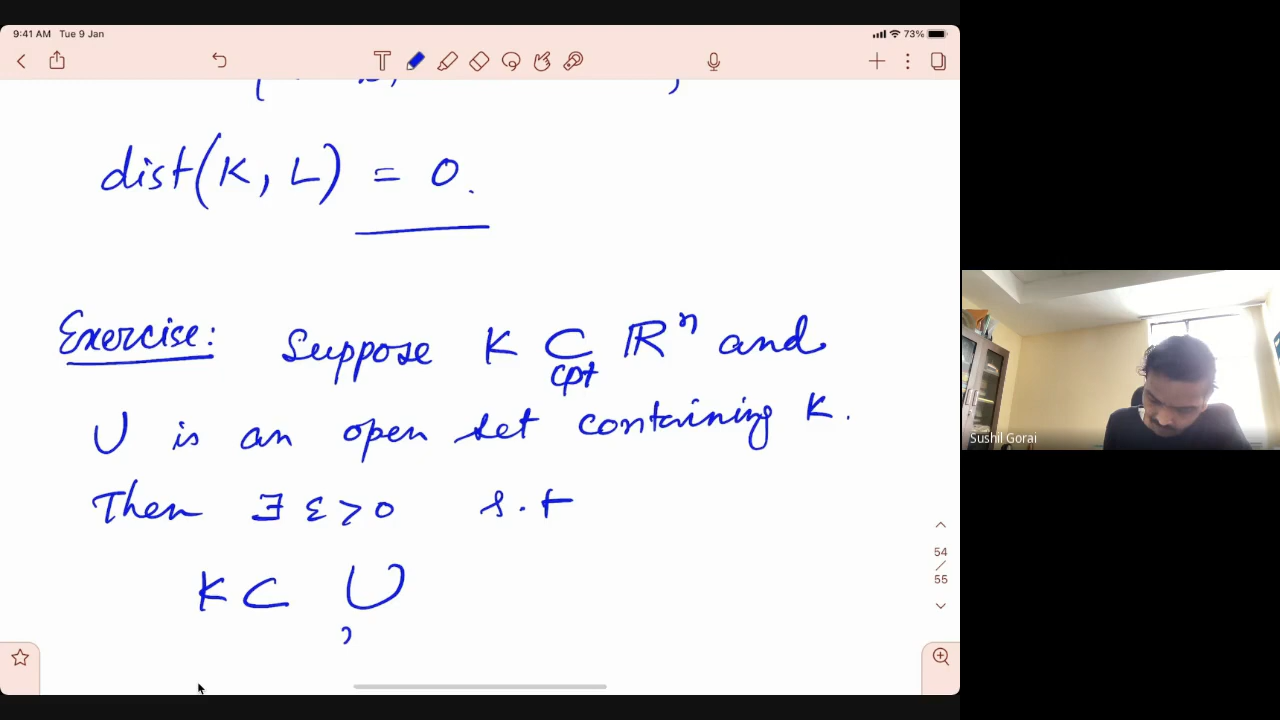 9:41 AM Tue 9 Jan
73%
T
dist(K, L) = 0.
Exercise: Suppose K ⊂ ℝⁿ and
cpt
U is an open set containing K.
Then ∃ ε > 0 s.t
K ⊂ ∪
54
/
55
Sushil Gorai